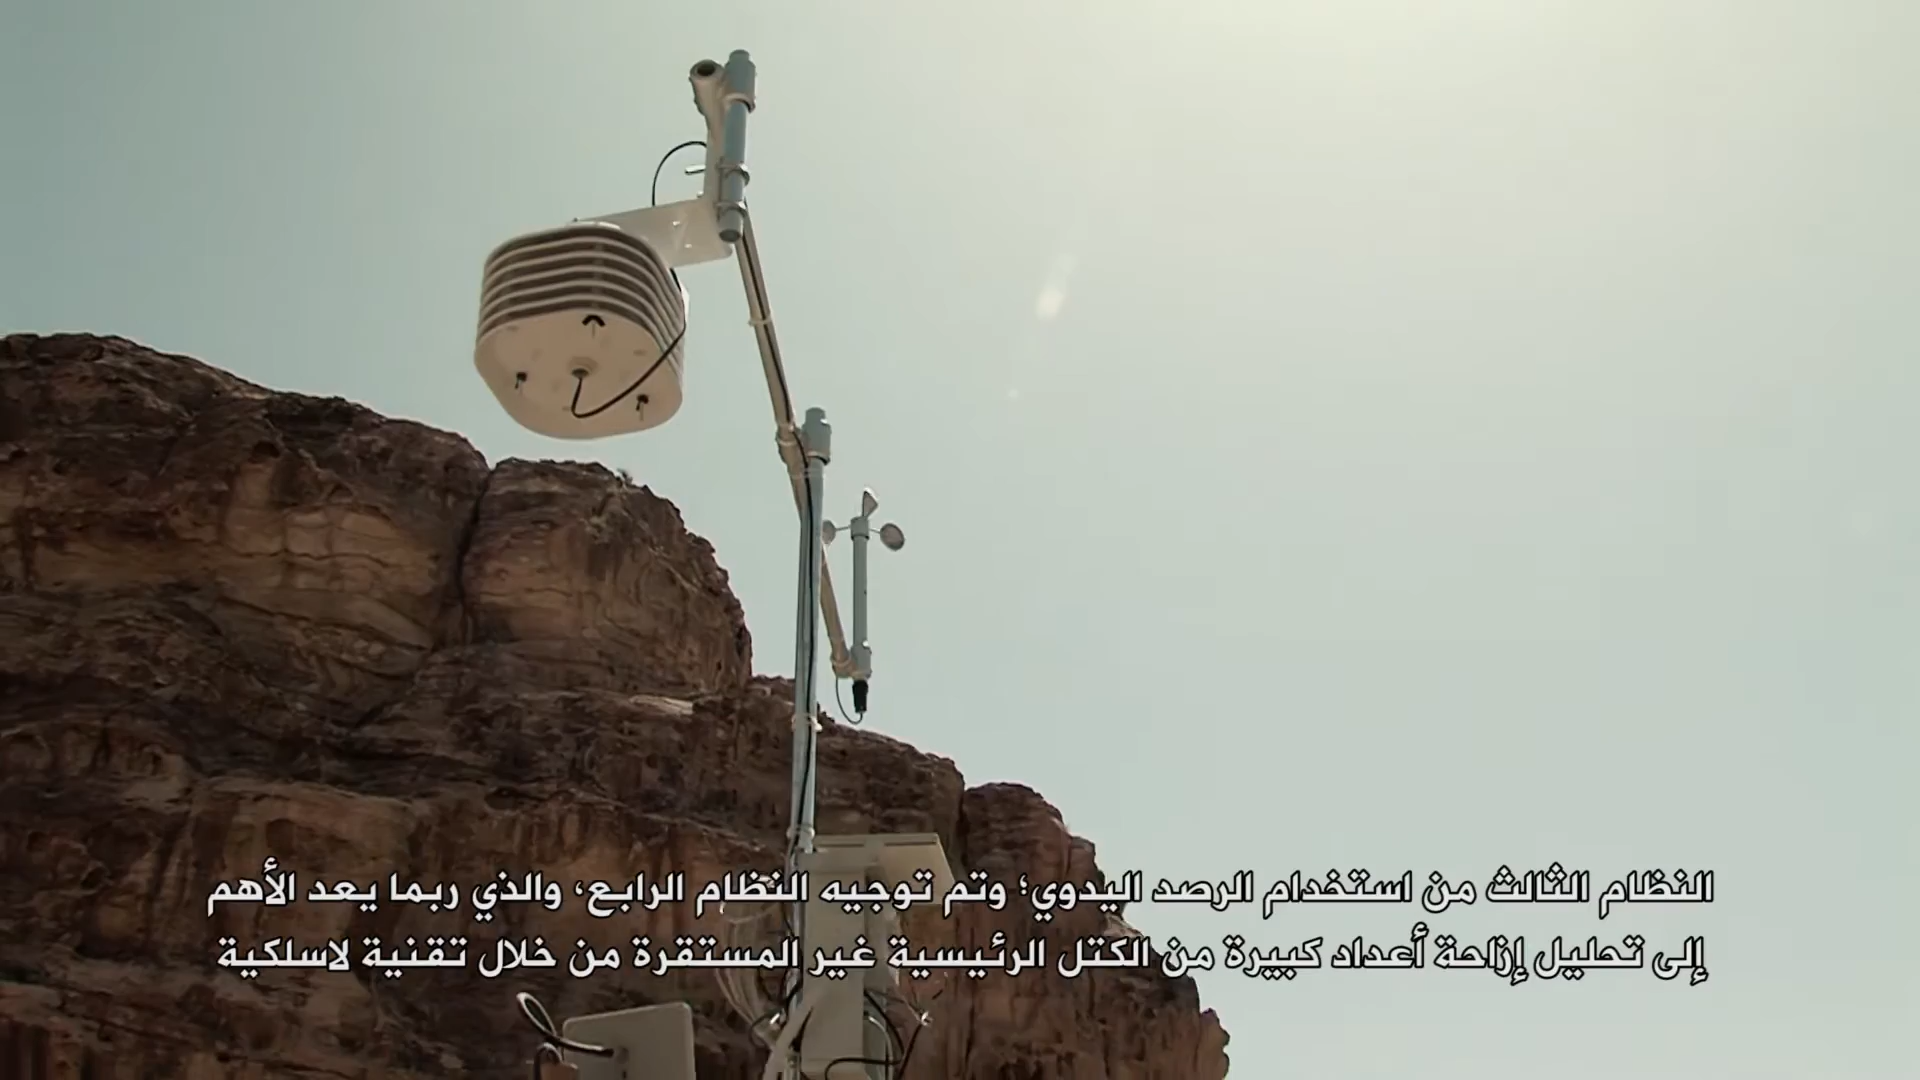 النظام الثالث من استخدام الرصد اليدوي؛ وتم توجيه النظام الرابع، والذي ربما يعد الأهم
إلى تحليل إزاحة أعداد كبيرة من الكتل الرئيسية غير المستقرة من خلال تقنية لاسلكية